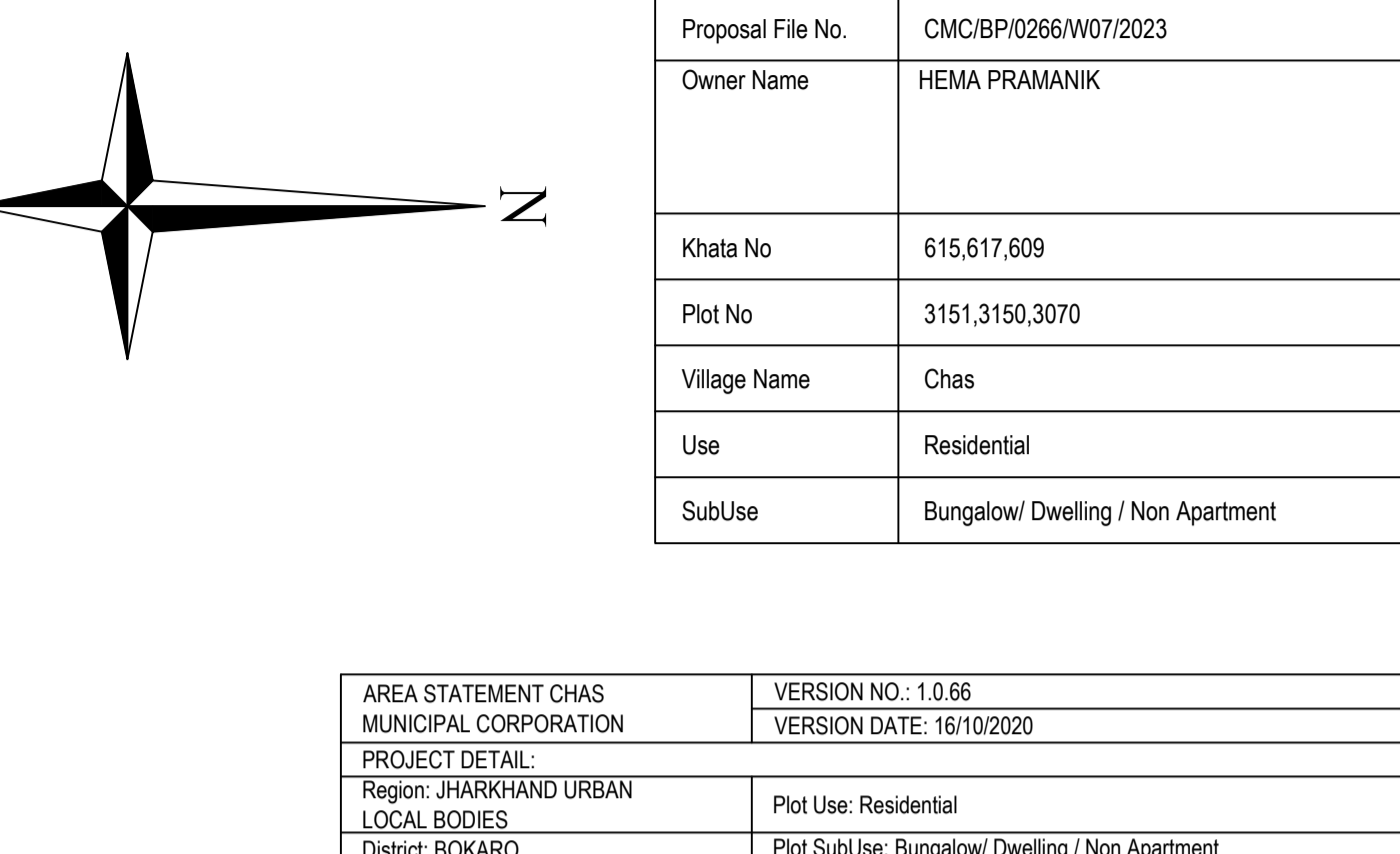 Proposal File No. CMC/BP/0266/W07/2023
Owner Name HEMA PRAMANIK
N
Khata No 615,617,609
Plot No 3151,3150,3070
Village Name Chas
Use Residential
SubUse Bungalow/ Dwelling / Non Apartment
AREA STATEMENT CHAS
MUNICIPAL CORPORATION
VERSION NO.: 1.0.66
VERSION DATE: 16/10/2020
PROJECT DETAIL:
Region: JHARKHAND URBAN
LOCAL BODIES
Plot Use: Residential
District: BOKARO
Plot SubUse: Bungalow/ Dwelling / Non Apartment